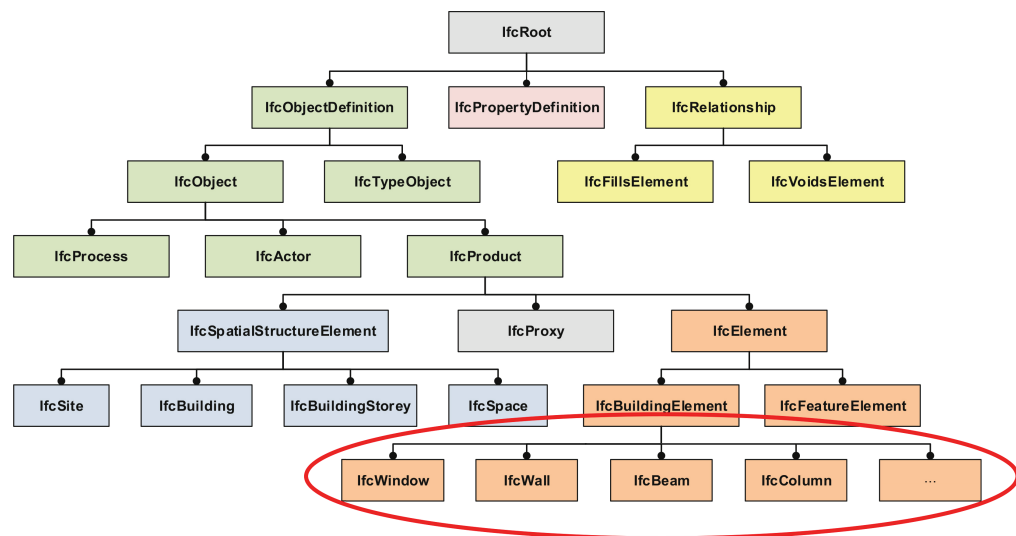 IfcRoot
IfcObjectDefinition
IfcPropertyDefinition
IfcRelationship
IfcObject
IfcTypeObject
IfcFillsElement
IfcVoidsElement
IfcProcess
IfcActor
IfcProduct
IfcSpatialStructureElement
IfcProxy
IfcElement
IfcSite
IfcBuilding
IfcBuildingStorey
IfcSpace
IfcBuildingElement
IfcFeatureElement
IfcWindow
IfcWall
IfcBeam
IfcColumn
...